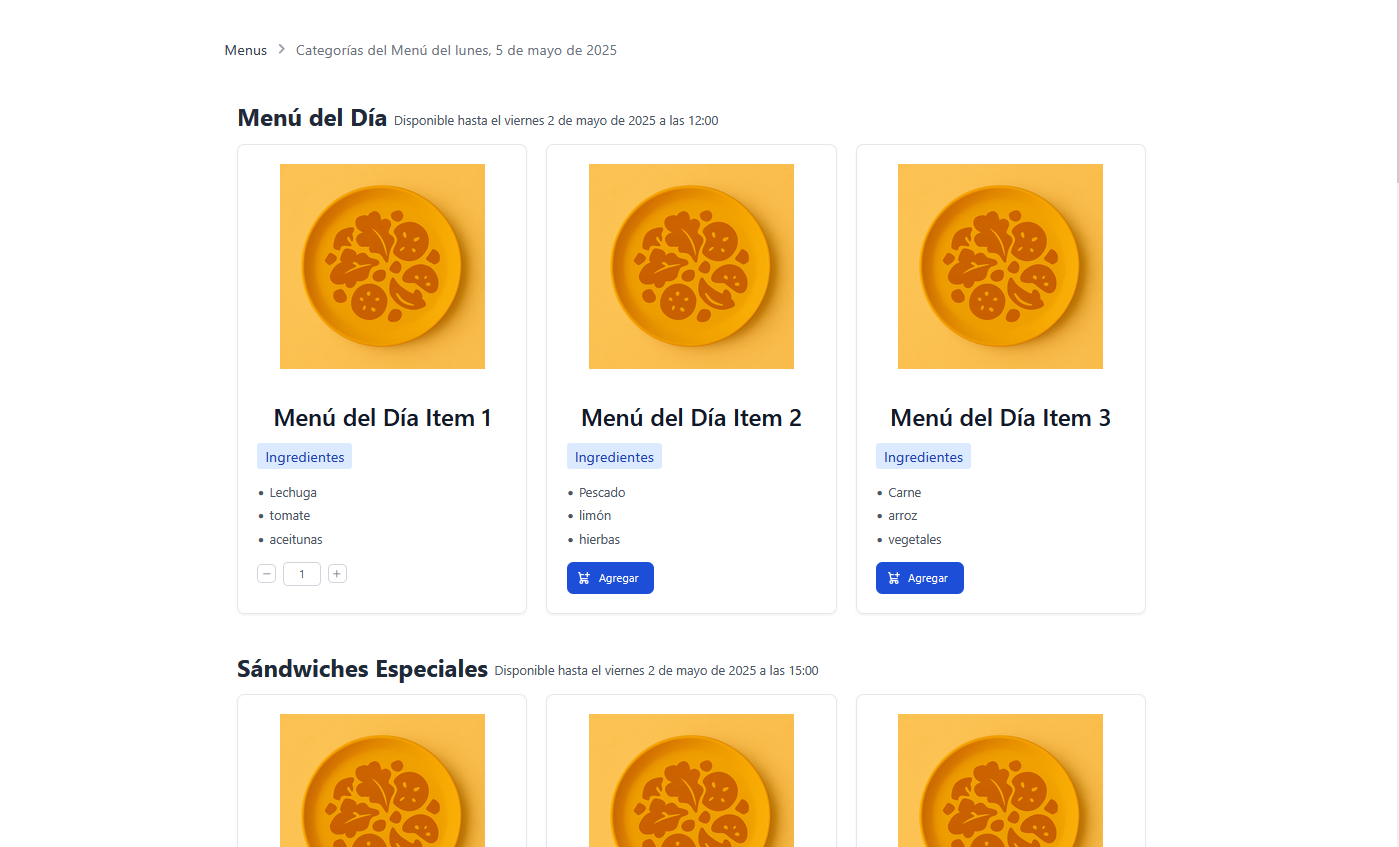 Menus > Categorías del Menú del lunes, 5 de mayo de 2025
Menú del Día Disponible hasta el viernes 2 de mayo de 2025 a las 12:00
Menú del Día Item 1
Ingredientes
• Lechuga
• tomate
• aceitunas
− 1 +
Menú del Día Item 2
Ingredientes
• Pescado
• limón
• hierbas
Agregar
Menú del Día Item 3
Ingredientes
• Carne
• arroz
• vegetales
Agregar
Sándwiches Especiales Disponible hasta el viernes 2 de mayo de 2025 a las 15:00